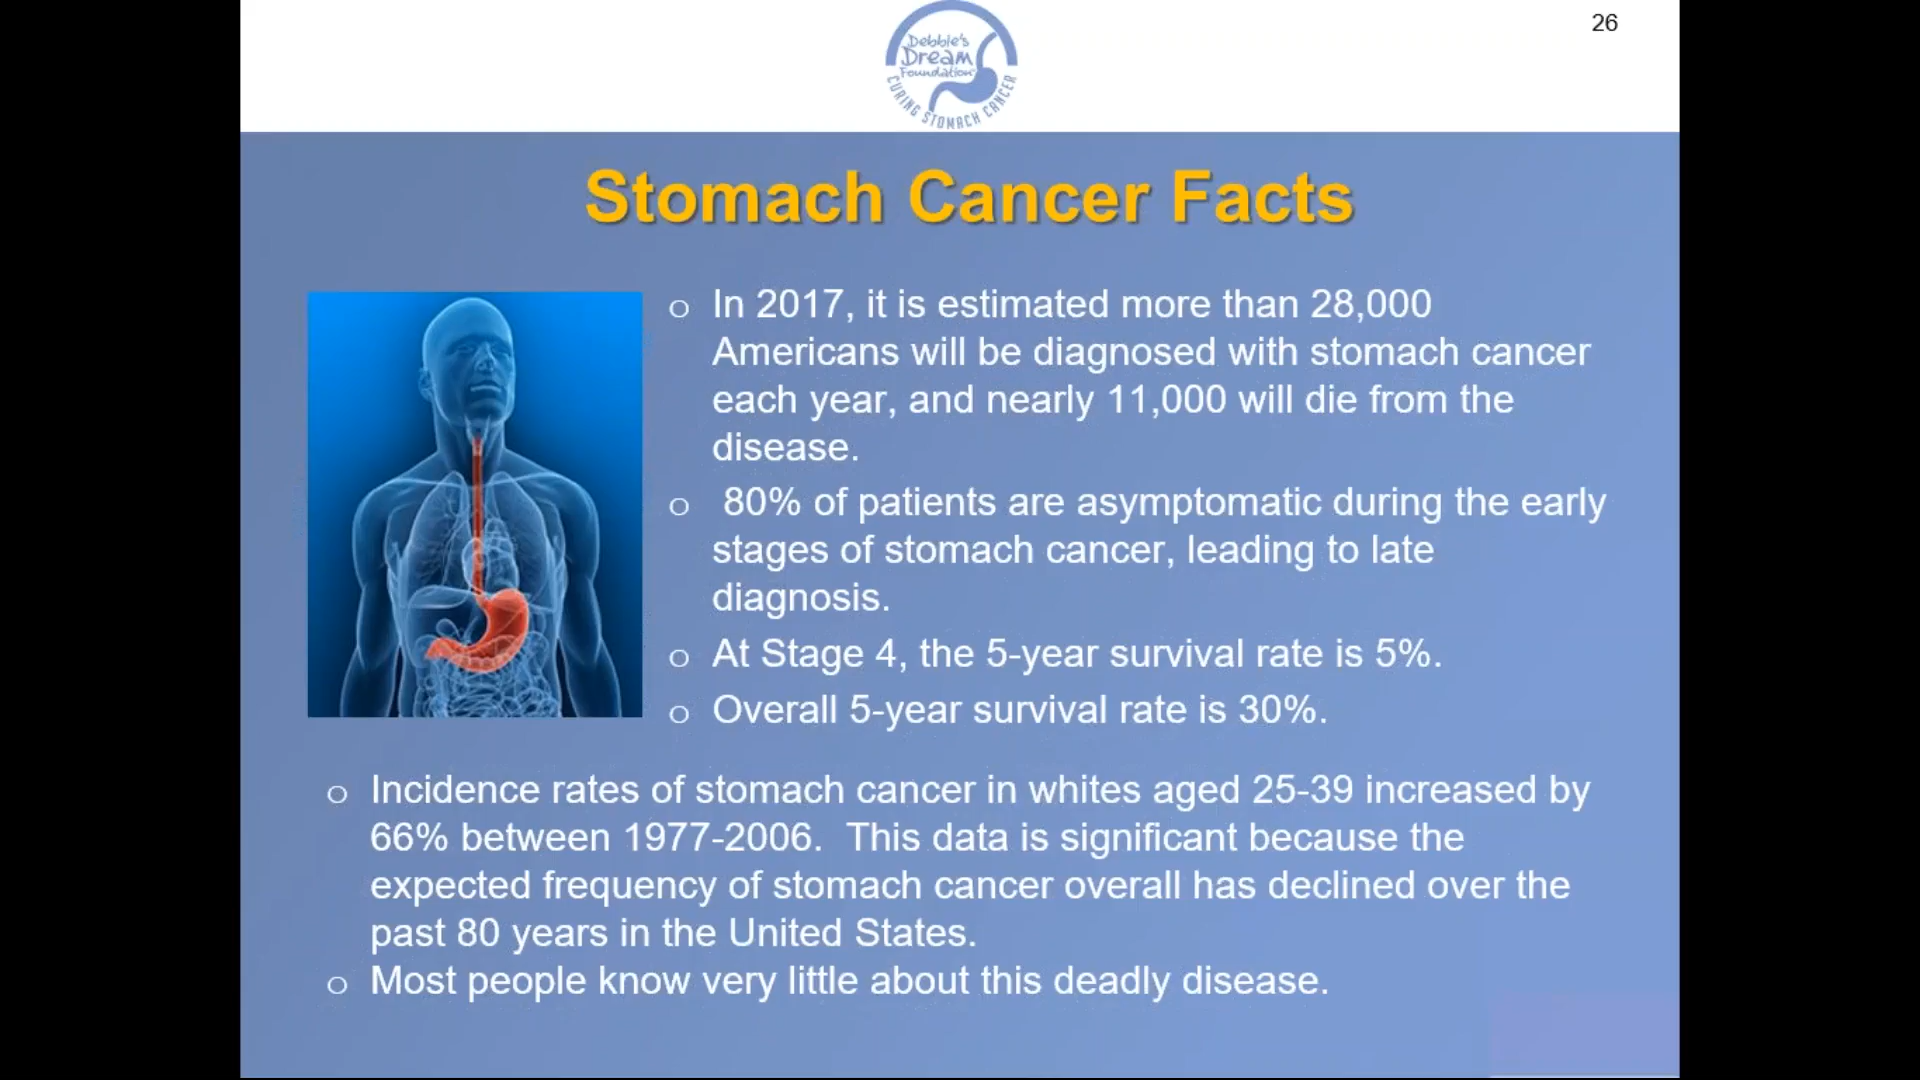 Debbie's
Dream
Foundation
CURING STOMACH CANCER
26
Stomach Cancer Facts
o In 2017, it is estimated more than 28,000
Americans will be diagnosed with stomach cancer
each year, and nearly 11,000 will die from the
disease.
o 80% of patients are asymptomatic during the early
stages of stomach cancer, leading to late
diagnosis.
o At Stage 4, the 5-year survival rate is 5%.
o Overall 5-year survival rate is 30%.
o Incidence rates of stomach cancer in whites aged 25-39 increased by
66% between 1977-2006. This data is significant because the
expected frequency of stomach cancer overall has declined over the
past 80 years in the United States.
o Most people know very little about this deadly disease.